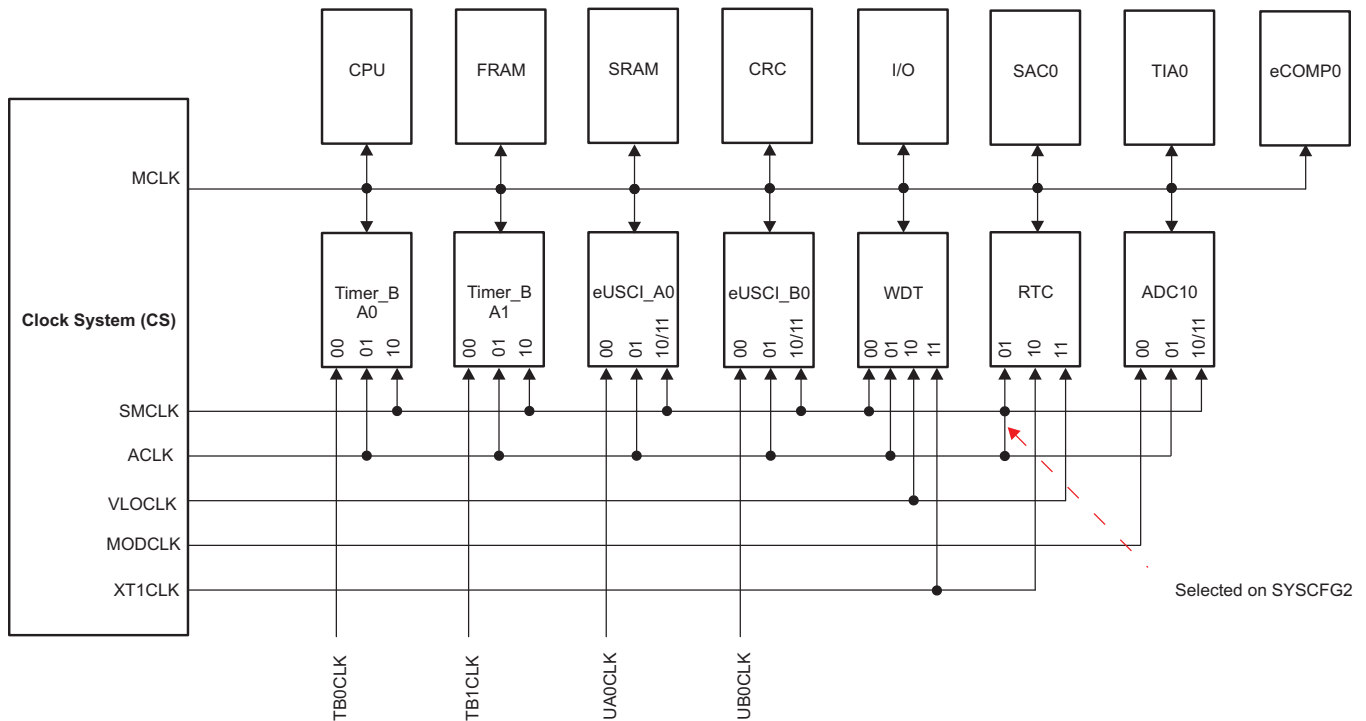 CPU
FRAM
SRAM
CRC
I/O
SAC0
TIA0
eCOMP0
MCLK
Clock System (CS)
Timer_B
A0
00
01
10
Timer_B
A1
00
01
10
eUSCI_A0
00
01
10/11
eUSCI_B0
00
01
10/11
WDT
00
01
10
11
RTC
01
10
11
ADC10
00
01
10/11
SMCLK
ACLK
VLOCLK
MODCLK
XT1CLK
Selected on SYSCFG2
TB0CLK
TB1CLK
UA0CLK
UB0CLK